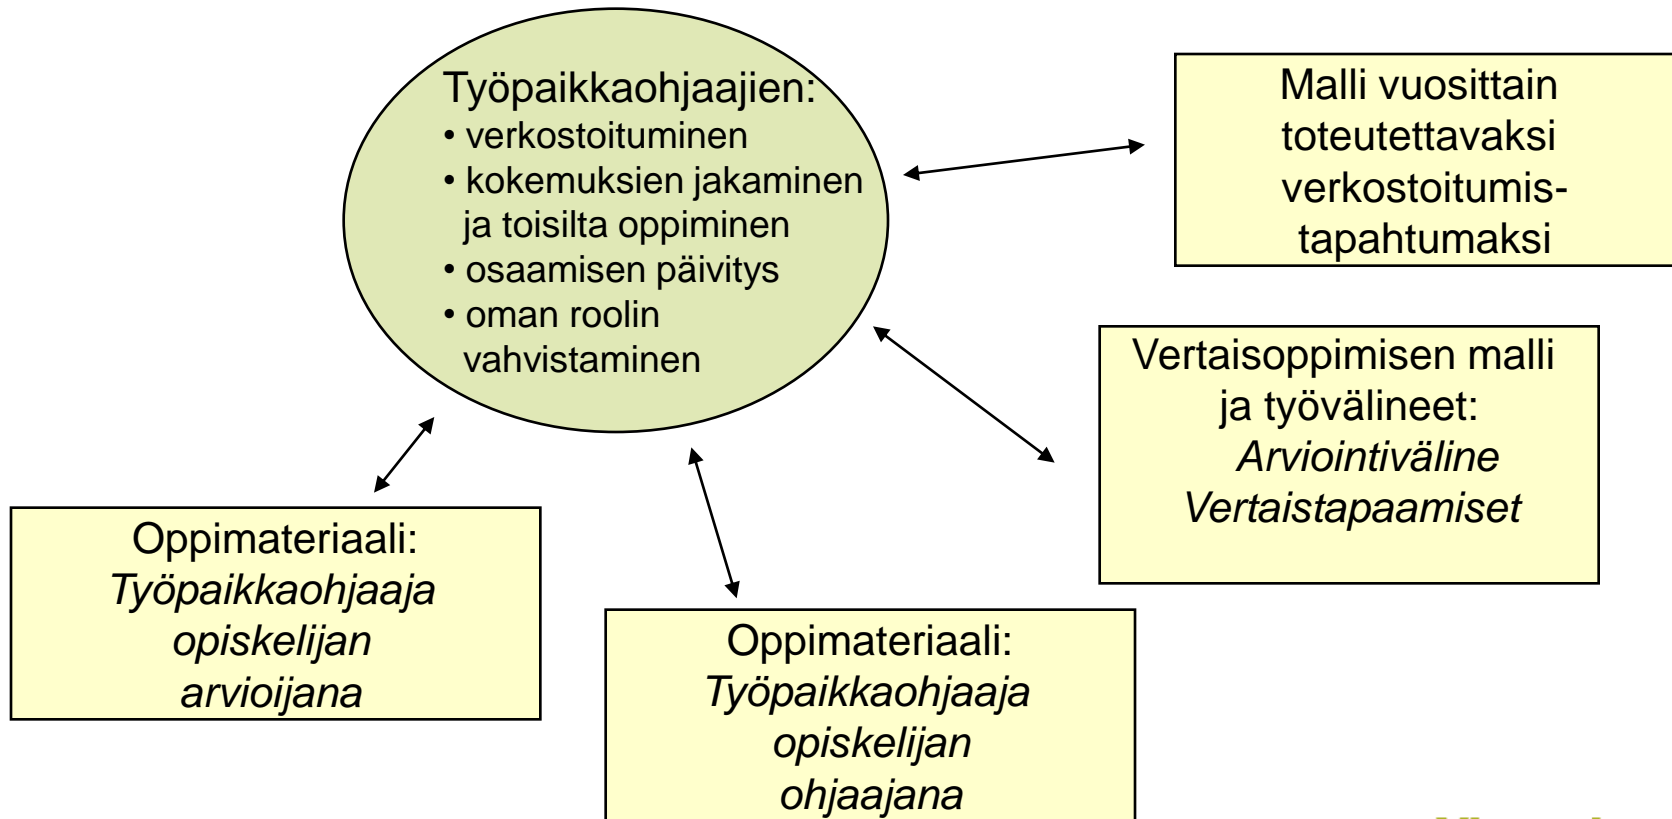 Työpaikkaohjaajien:
• verkostoituminen
• kokemuksien jakaminen
ja toisilta oppiminen
• osaamisen päivitys
• oman roolin
vahvistaminen
Malli vuosittain
toteutettavaksi
verkostoitumis-
tapahtumaksi
Vertaisoppimisen malli
ja työvälineet:
Arviointiväline
Vertaistapaamiset
Oppimateriaali:
Työpaikkaohjaaja
opiskelijan
arvioijana
Oppimateriaali:
Työpaikkaohjaaja
opiskelijan
ohjaajana